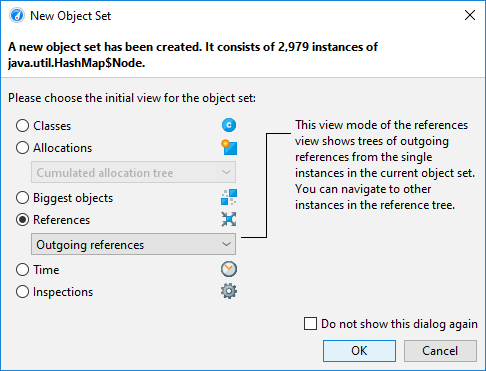 New Object Set
A new object set has been created. It consists of 2,979 instances of
java.util.HashMap$Node.
Please choose the initial view for the object set:
Classes
Allocations
Cumulated allocation tree
Biggest objects
References
Outgoing references
Time
Inspections
This view mode of the references
view shows trees of outgoing
references from the single
instances in the current object set.
You can navigate to other
instances in the reference tree.
Do not show this dialog again
OK
Cancel